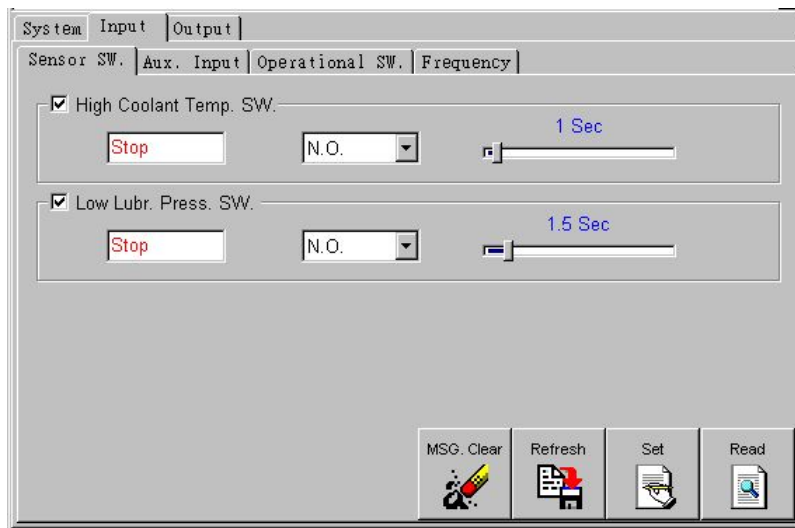 System Input Output
Sensor SW. Aux. Input Operational SW. Frequency
High Coolant Temp. SW.
1 Sec
Stop N.O.
Low Lubr. Press. SW.
1.5 Sec
Stop N.O.
MSG. Clear Refresh Set Read